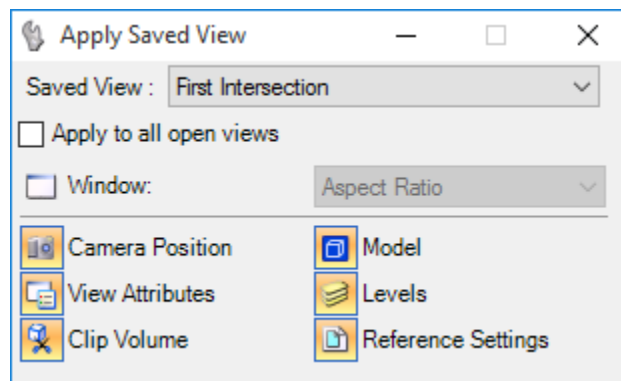 Apply Saved View
Saved View : First Intersection
Apply to all open views
Window: Aspect Ratio
Camera Position Model
View Attributes Levels
Clip Volume Reference Settings